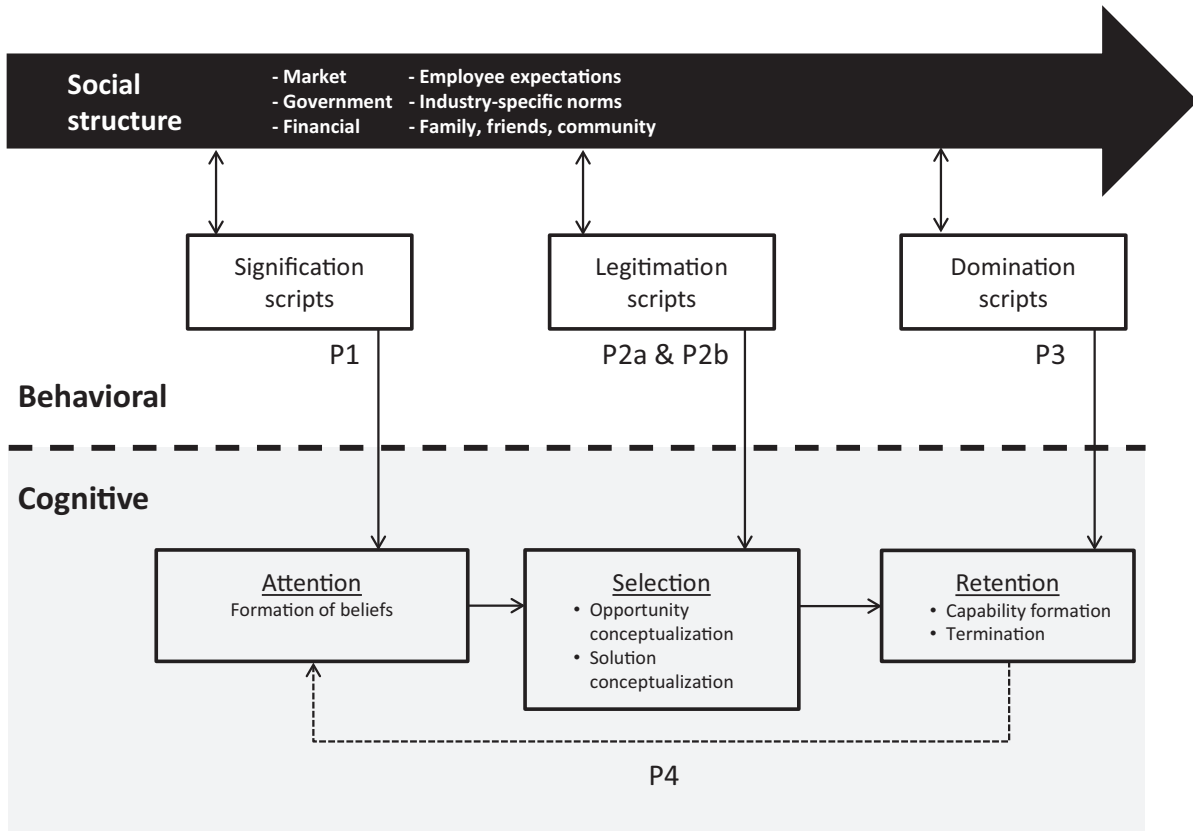 Social
structure
- Market
- Government
- Financial
- Employee expectations
- Industry-specific norms
- Family, friends, community
Signification
scripts
Legitimation
scripts
Domination
scripts
P1
P2a & P2b
P3
Behavioral
Cognitive
Attention
Formation of beliefs
Selection
• Opportunity
conceptualization
• Solution
conceptualization
Retention
• Capability formation
• Termination
P4